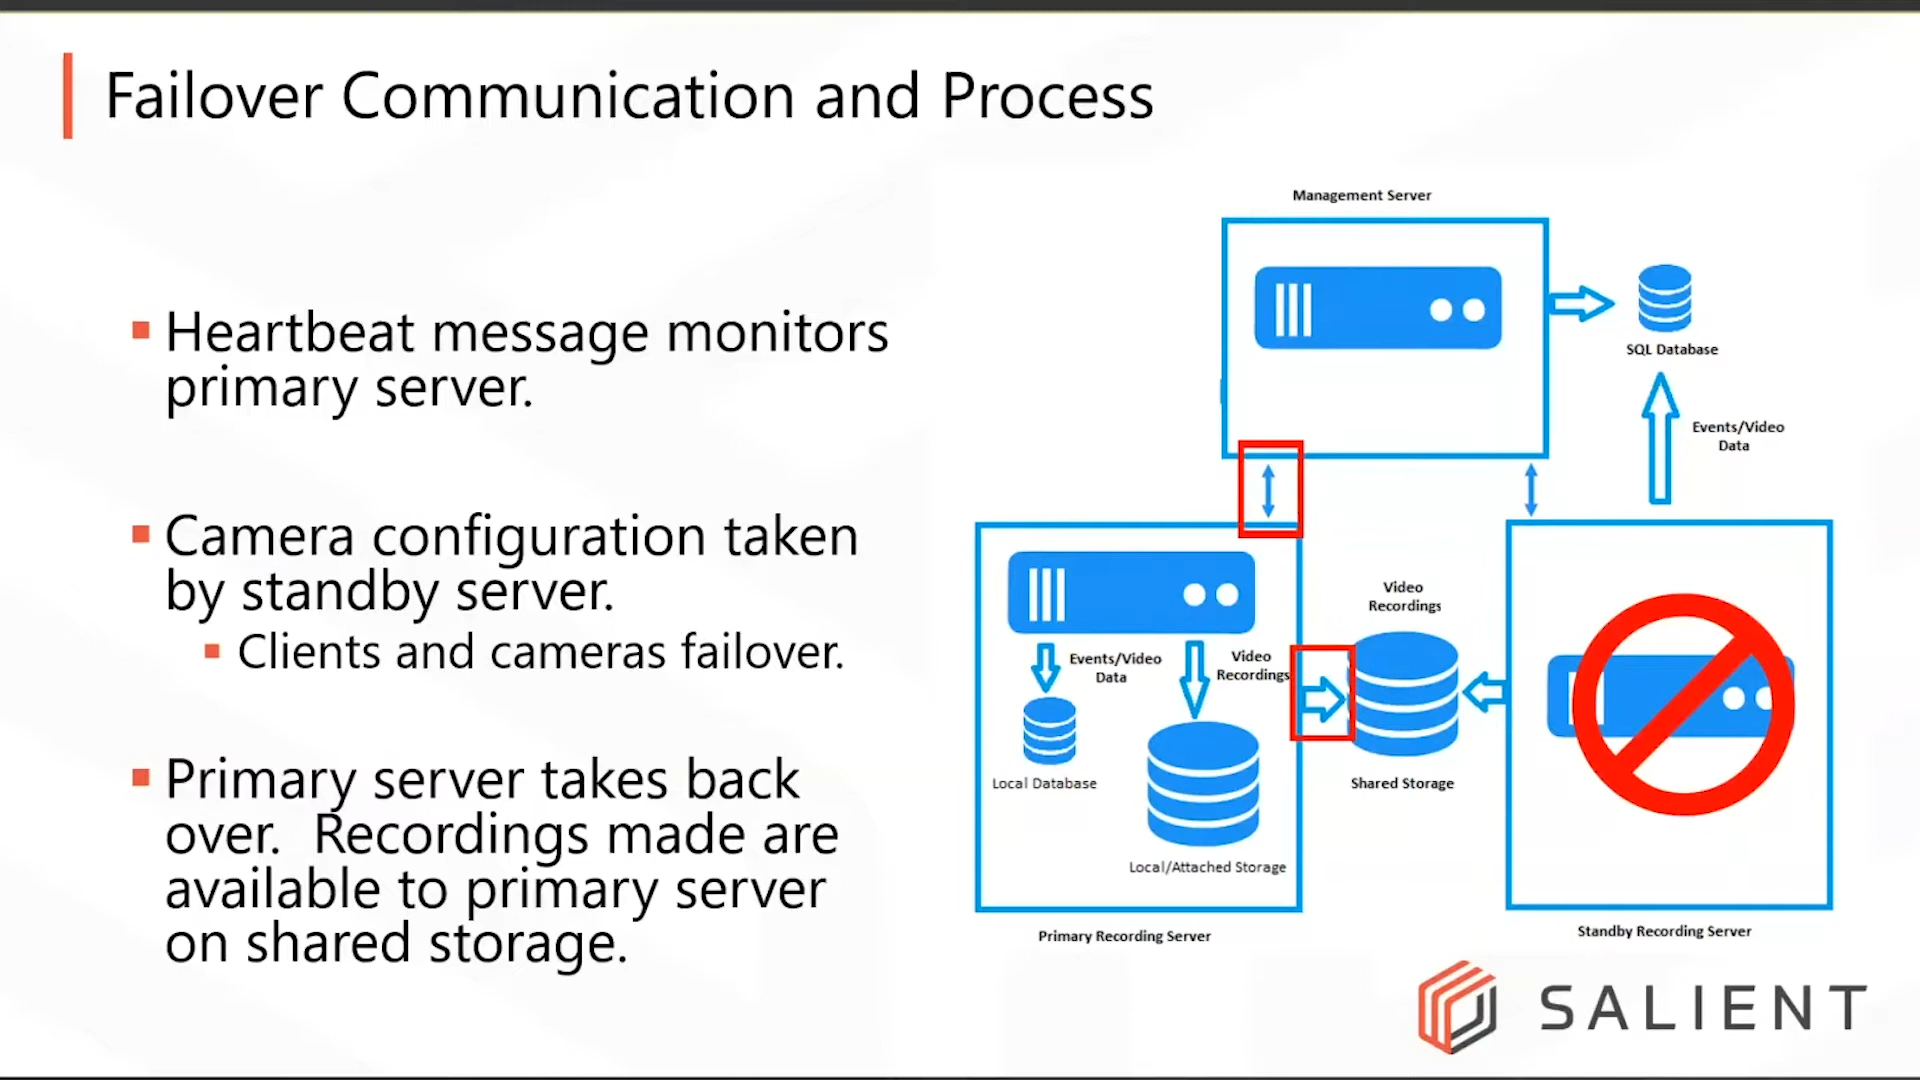 Failover Communication and Process
Heartbeat message monitors
primary server.
Camera configuration taken
by standby server.
Clients and cameras failover.
Primary server takes back
over.  Recordings made are
available to primary server
on shared storage.
Management Server
SQL Database
Events/Video
Data
Video
Recordings
Events/Video
Data
Video
Recordings
Local Database
Shared Storage
Local/Attached Storage
Primary Recording Server
Standby Recording Server
SALIENT